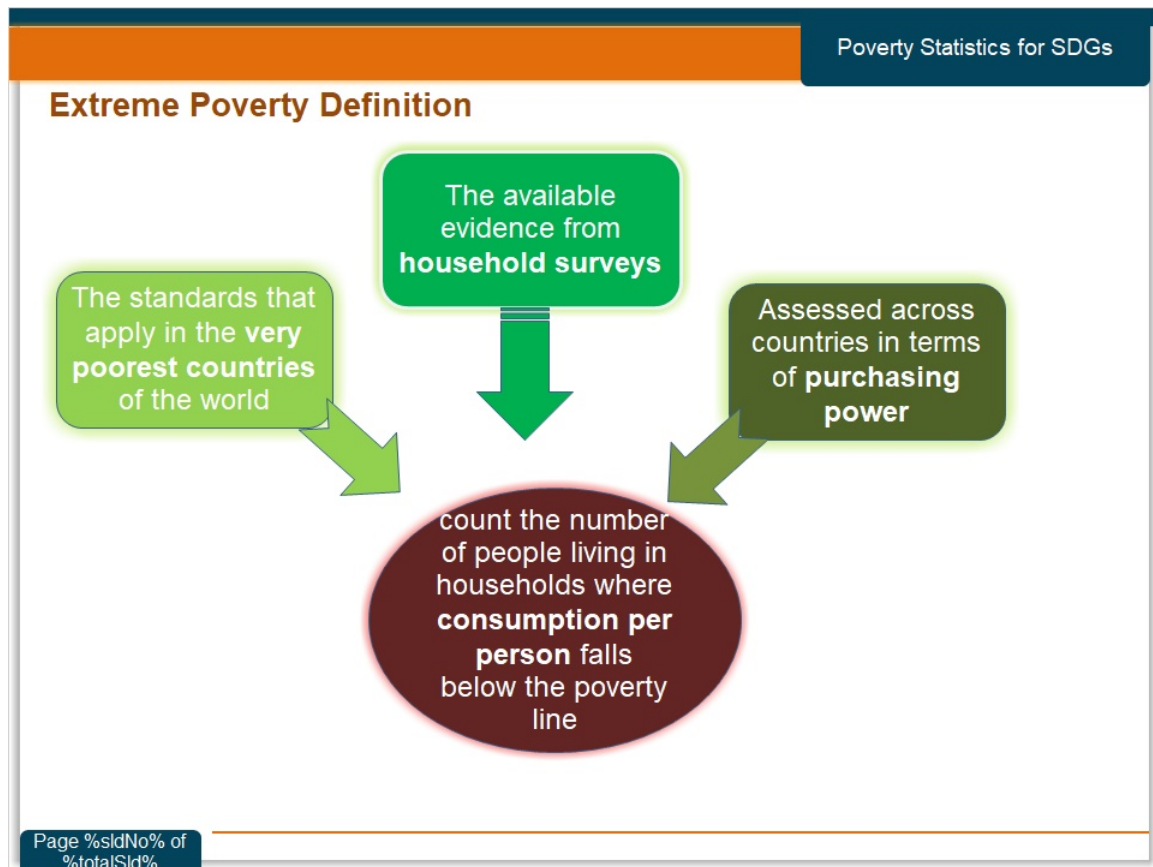 Poverty Statistics for SDGs
Extreme Poverty Definition
The available
evidence from
household surveys
The standards that
apply in the very
poorest countries
of the world
Assessed across
countries in terms
of purchasing
power
count the number
of people living in
households where
consumption per
person falls
below the poverty
line
Page %sldNo% of
%totalSld%